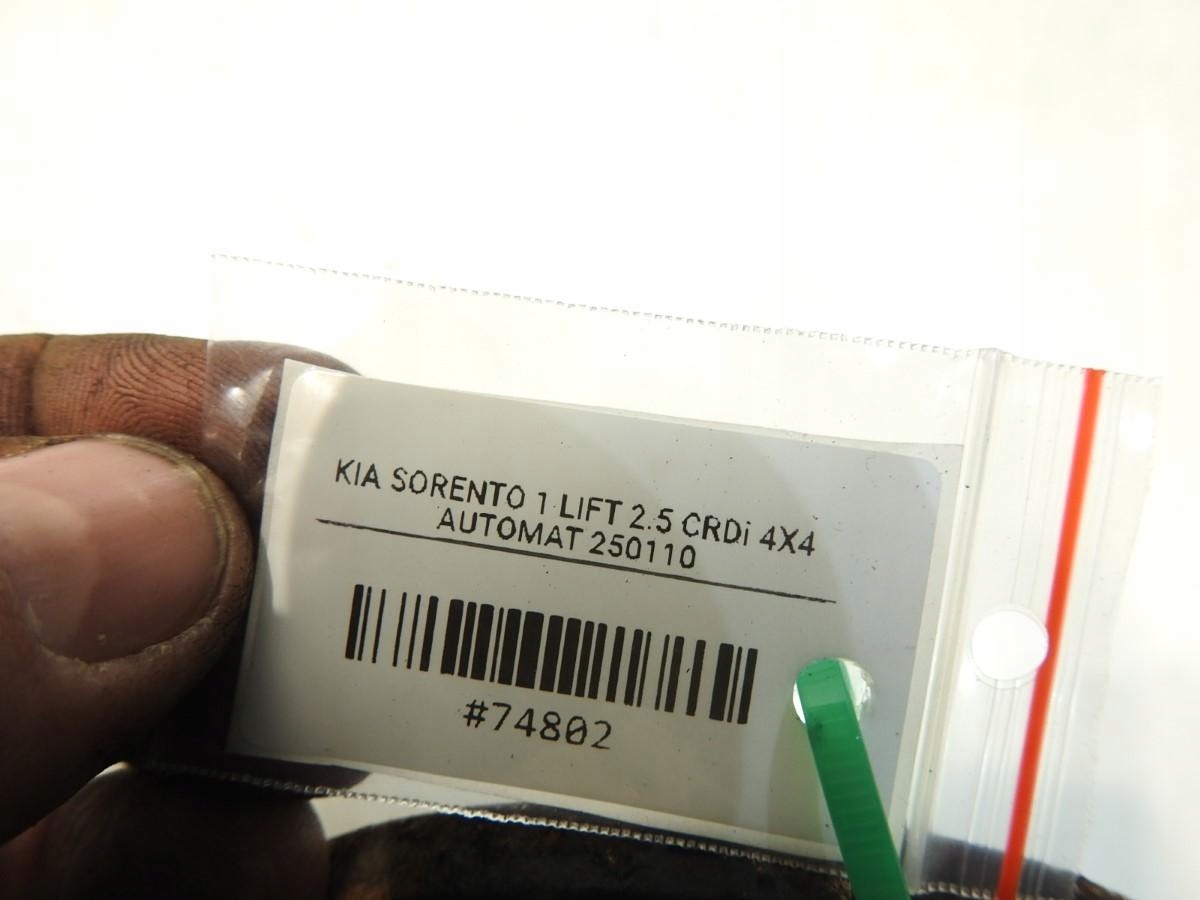 KIA SORENTO 1 LIFT 2.5 CRDi 4X4
AUTOMAT 250110
#74802